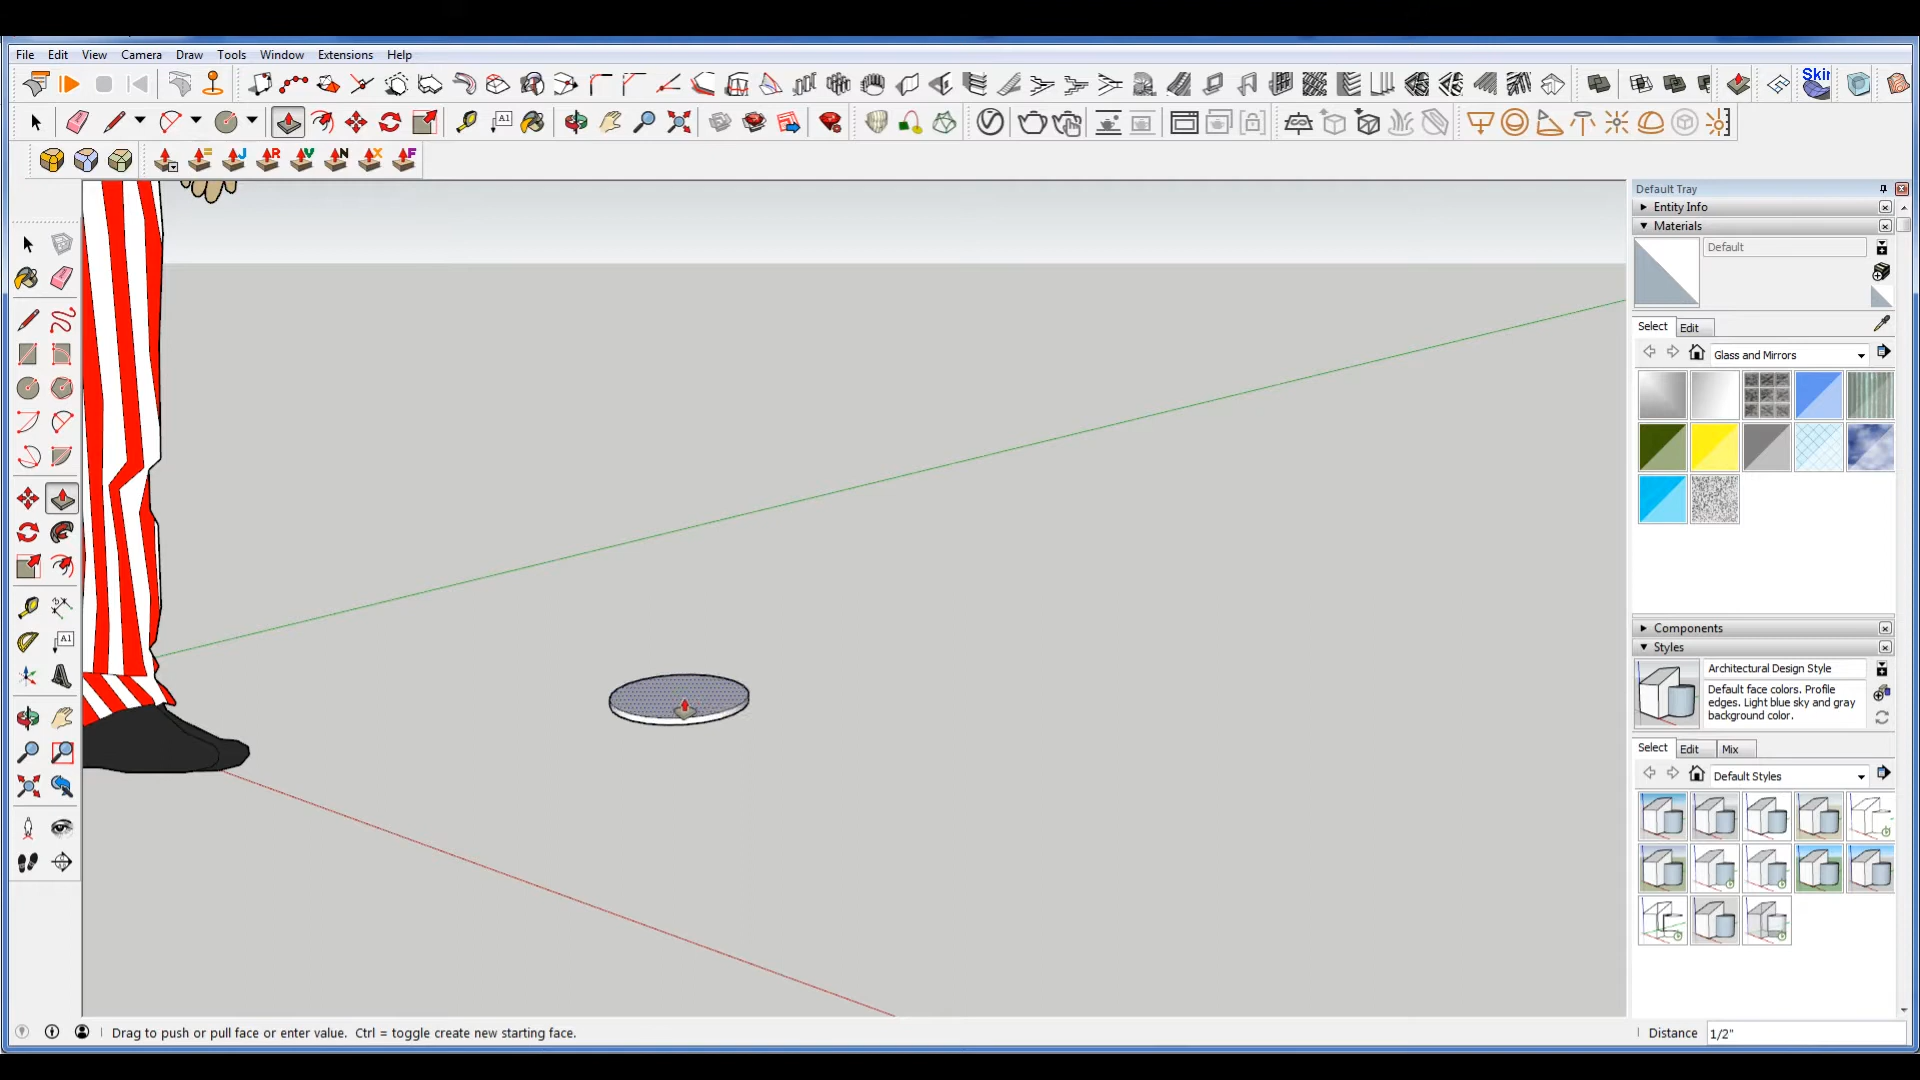 File Edit View Camera Draw Tools Window Extensions Help
Skir
A1
= J R V N X F
Default Tray
Entity Info
Materials
Default
Select Edit
Glass and Mirrors
A1
Components
Styles
Architectural Design Style
Default face colors. Profile
edges. Light blue sky and gray
background color.
Select Edit Mix
Default Styles
Drag to push or pull face or enter value. Ctrl = toggle create new starting face.
Distance 1/2"